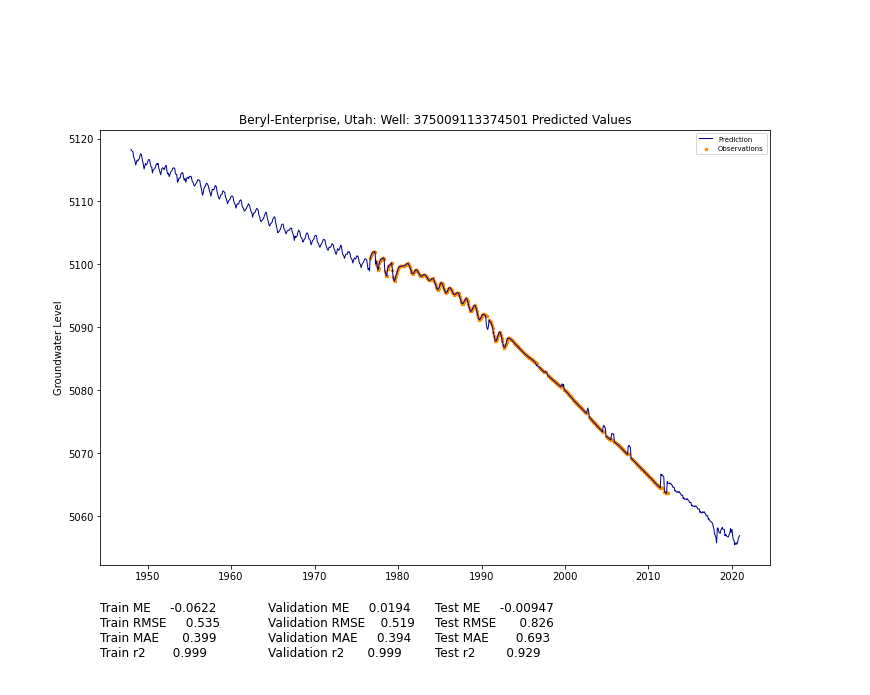 Beryl-Enterprise, Utah: Well: 375009113374501 Predicted Values
Prediction
Observations
5120
5110
5100
5090
5080
5070
5060
Groundwater Level
1950 1960 1970 1980 1990 2000 2010 2020
Train ME -0.0622 Validation ME 0.0194 Test ME -0.00947
Train RMSE 0.535 Validation RMSE 0.519 Test RMSE 0.826
Train MAE 0.399 Validation MAE 0.394 Test MAE 0.693
Train r2 0.999 Validation r2 0.999 Test r2 0.929